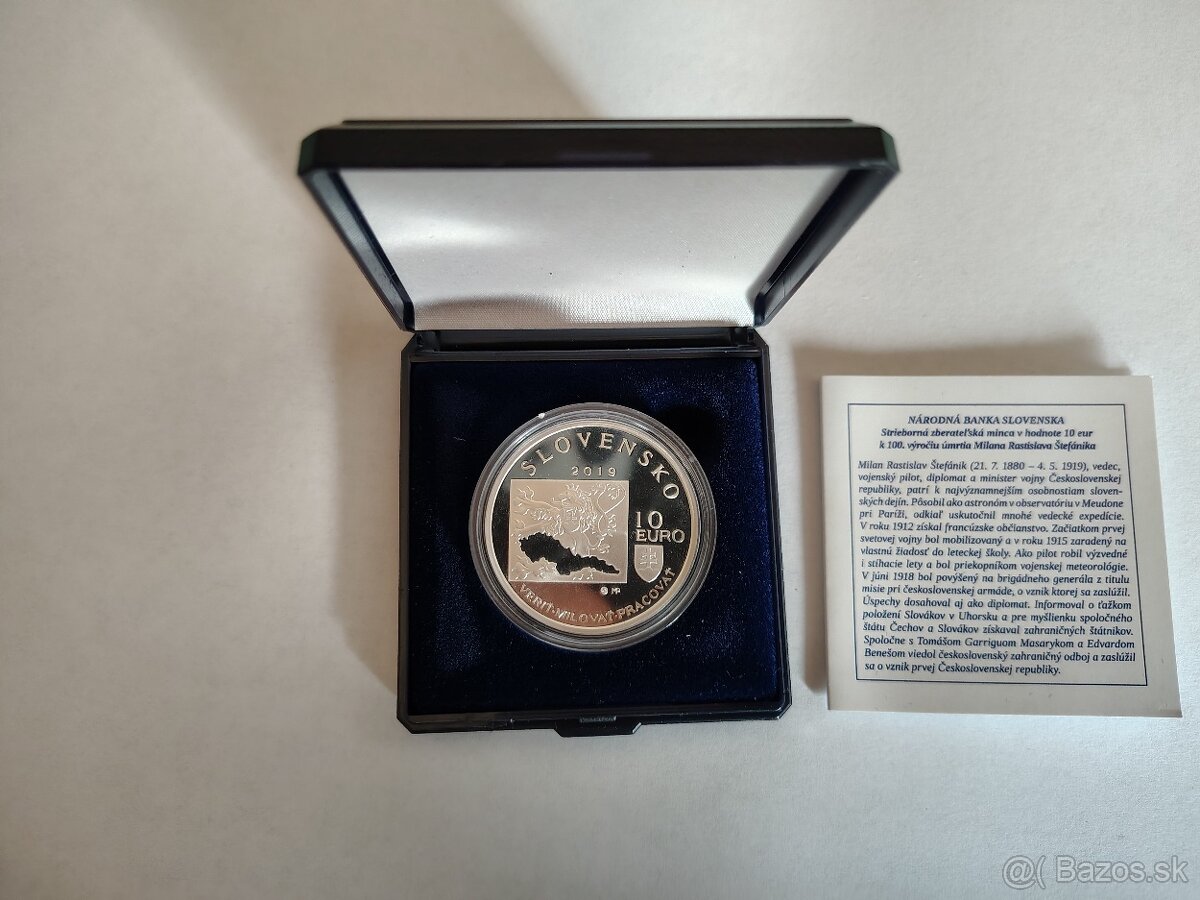 SLOVENSKO
2019
10
EURO
PP
VERIŤ·MILOVAŤ·PRACOVAŤ
NÁRODNÁ BANKA SLOVENSKA
Strieborná zberateľská minca v hodnote 10 eur
k 100. výročiu úmrtia Milana Rastislava Štefánika
Milan Rastislav Štefánik (21. 7. 1880 – 4. 5. 1919), vedec,
vojenský pilot, diplomat a minister vojny Československej
republiky, patrí k najvýznamnejším osobnostiam sloven-
ských dejín. Pôsobil ako astronóm v observatóriu v Meudone
pri Paríži, odkiaľ uskutočnil mnohé vedecké expedície.
V roku 1912 získal francúzske občianstvo. Začiatkom prvej
svetovej vojny bol mobilizovaný a v roku 1915 zaradený na
vlastnú žiadosť do leteckej školy. Ako pilot robil výzvedné
i stíhacie lety a bol priekopníkom vojenskej meteorológie.
V júni 1918 bol povýšený na brigádneho generála z titulu
misie pri československej armáde, o vznik ktorej sa zaslúžil.
Úspechy dosahoval aj ako diplomat. Informoval o ťažkom
položení Slovákov v Uhorsku a pre myšlienku spoločného
štátu Čechov a Slovákov získaval zahraničných štátnikov.
Spoločne s Tomášom Garriguom Masarykom a Edvardom
Benešom viedol československý zahraničný odboj a zaslúžil
sa o vznik prvej Československej republiky.
@( Bazos.sk